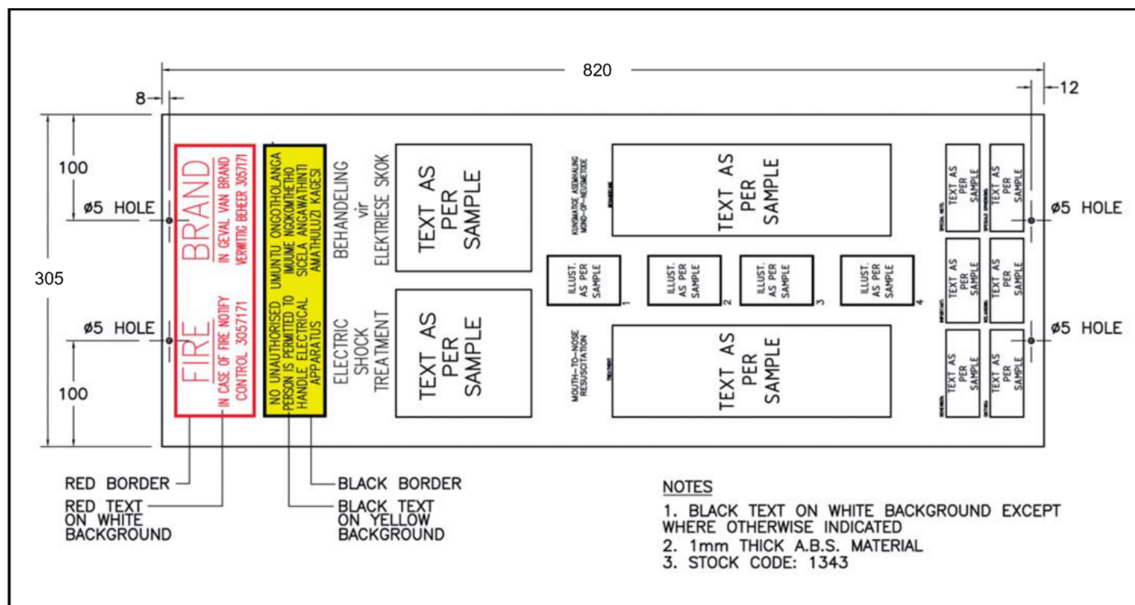 820
8
12
305
100
100
ø5 HOLE
ø5 HOLE
ø5 HOLE
ø5 HOLE
FIRE
IN CASE OF FIRE NOTIFY
CONTROL 3057171
BRAND
IN GEVAL VAN BRAND
VERWITTIG BEHEER 3057171
NO UNAUTHORISED
PERSON IS PERMITTED TO
HANDLE ELECTRICAL
APPARATUS
UMUNTU ONGOTHOLANGA
IMUUME NGKOMTHETHO
SICELA ANGAWATHINTI
AMATHULUZI KAGESI
ELECTRIC
SHOCK
TREATMENT
BEHANDELING
vir
ELEKTRIESE SKOK
TEXT AS
PER
SAMPLE
TEXT AS
PER
SAMPLE
MOUTH-TO-NOSE
RESUSCITATION
KUNSMATIGE ASEMHALING
MOND-OP-NEUSMETODE
ILLUST.
AS PER
SAMPLE
1
ILLUST.
AS PER
SAMPLE
2
ILLUST.
AS PER
SAMPLE
3
ILLUST.
AS PER
SAMPLE
4
TREATMENT
TEXT AS
PER
SAMPLE
TEXT AS
PER
SAMPLE
TEXT AS
PER
SAMPLE
TEXT AS
PER
SAMPLE
TEXT AS
PER
SAMPLE
TEXT AS
PER
SAMPLE
TEXT AS
PER
SAMPLE
TEXT AS
PER
SAMPLE
RED BORDER
RED TEXT
ON WHITE
BACKGROUND
BLACK BORDER
BLACK TEXT
ON YELLOW
BACKGROUND
NOTES
1. BLACK TEXT ON WHITE BACKGROUND EXCEPT
WHERE OTHERWISE INDICATED
2. 1mm THICK A.B.S. MATERIAL
3. STOCK CODE: 1343